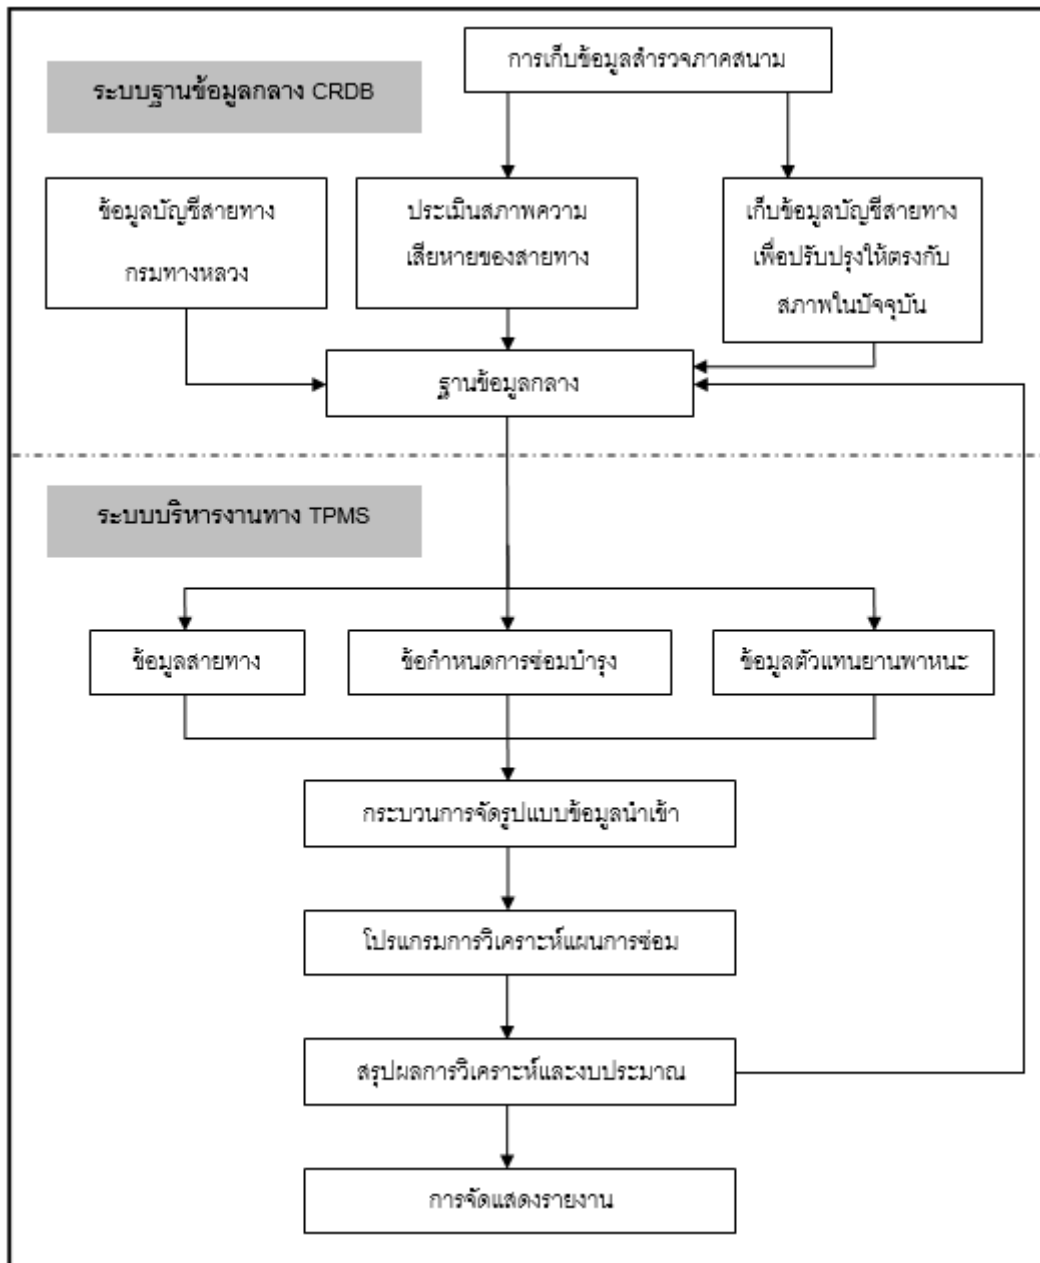 การเก็บข้อมูลสำรวจภาคสนาม
ระบบฐานข้อมูลกลาง CRDB
ข้อมูลบัญชีสายทาง
กรมทางหลวง
ประเมินสภาพความ
เสียหายของสายทาง
เก็บข้อมูลบัญชีสายทาง
เพื่อปรับปรุงให้ตรงกับ
สภาพในปัจจุบัน
ฐานข้อมูลกลาง
ระบบบริหารงานทาง TPMS
ข้อมูลสายทาง
ข้อกำหนดการซ่อมบำรุง
ข้อมูลตัวแทนยานพาหนะ
กระบวนการจัดรูปแบบข้อมูลนำเข้า
โปรแกรมการวิเคราะห์แผนการซ่อม
สรุปผลการวิเคราะห์และงบประมาณ
การจัดแสดงรายงาน